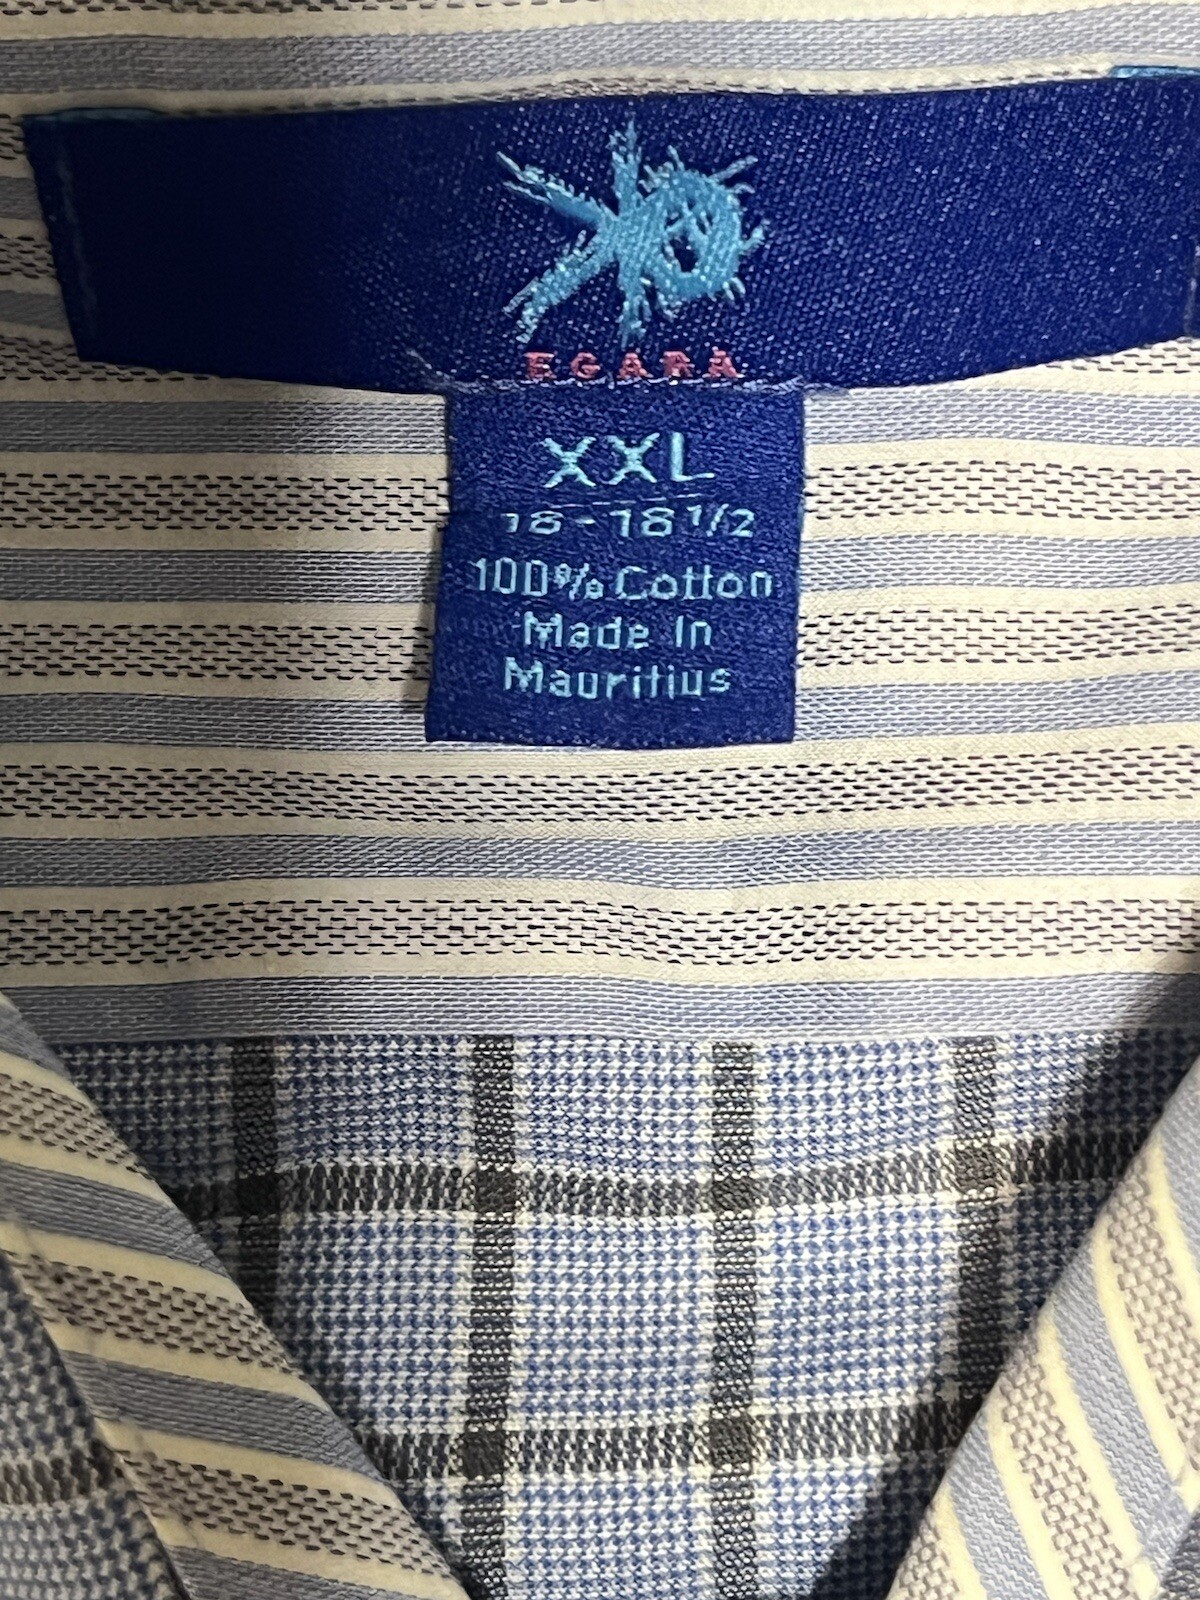 EGARA
XXL
18-18 1/2
100% Cotton
Made In
Mauritius